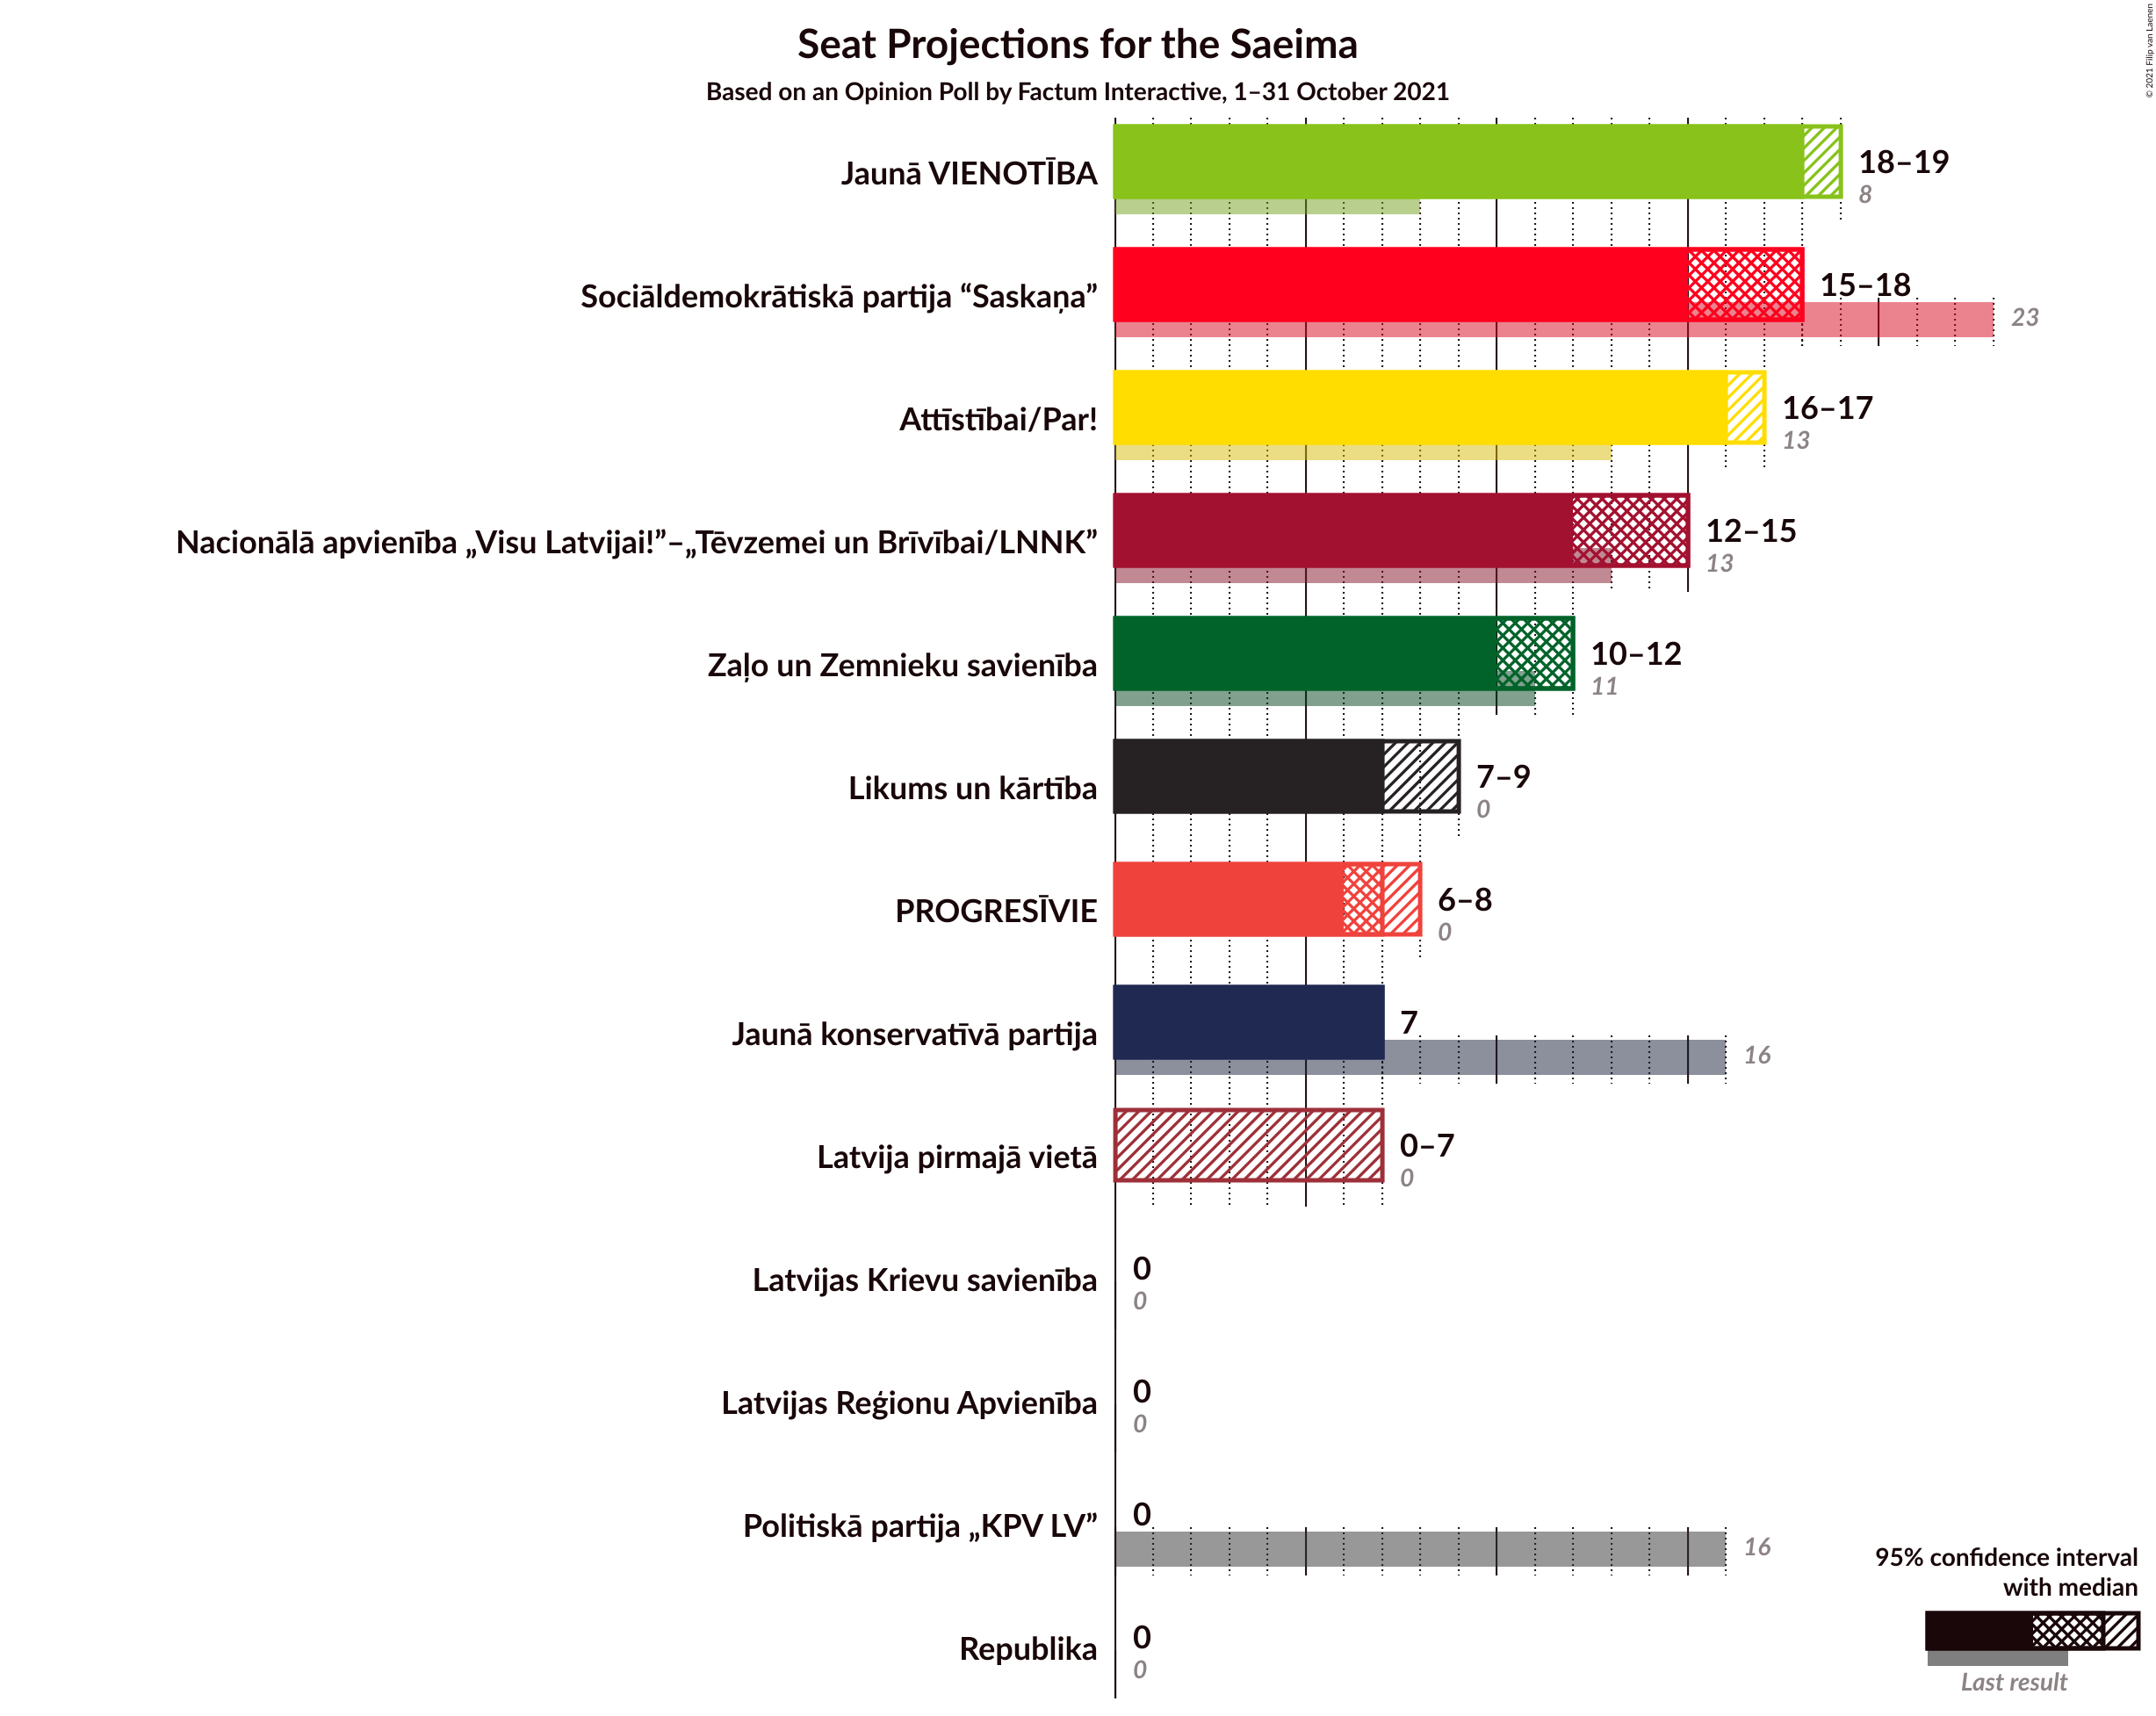 Seat Projections for the Saeima
Based on an Opinion Poll by Factum Interactive, 1–31 October 2021
© 2021 Filip van Laenen
Jaunā VIENOTĪBA
18–19
8
Sociāldemokrātiskā partija “Saskaņa”
15–18
23
Attīstībai/Par!
16–17
13
Nacionālā apvienība „Visu Latvijai!”–„Tēvzemei un Brīvībai/LNNK”
12–15
13
Zaļo un Zemnieku savienība
10–12
11
Likums un kārtība
7–9
0
PROGRESĪVIE
6–8
0
Jaunā konservatīvā partija
7
16
Latvija pirmajā vietā
0–7
0
Latvijas Krievu savienība
0
0
Latvijas Reģionu Apvienība
0
0
Politiskā partija „KPV LV”
0
16
Republika
0
0
95% confidence interval
with median
Last result